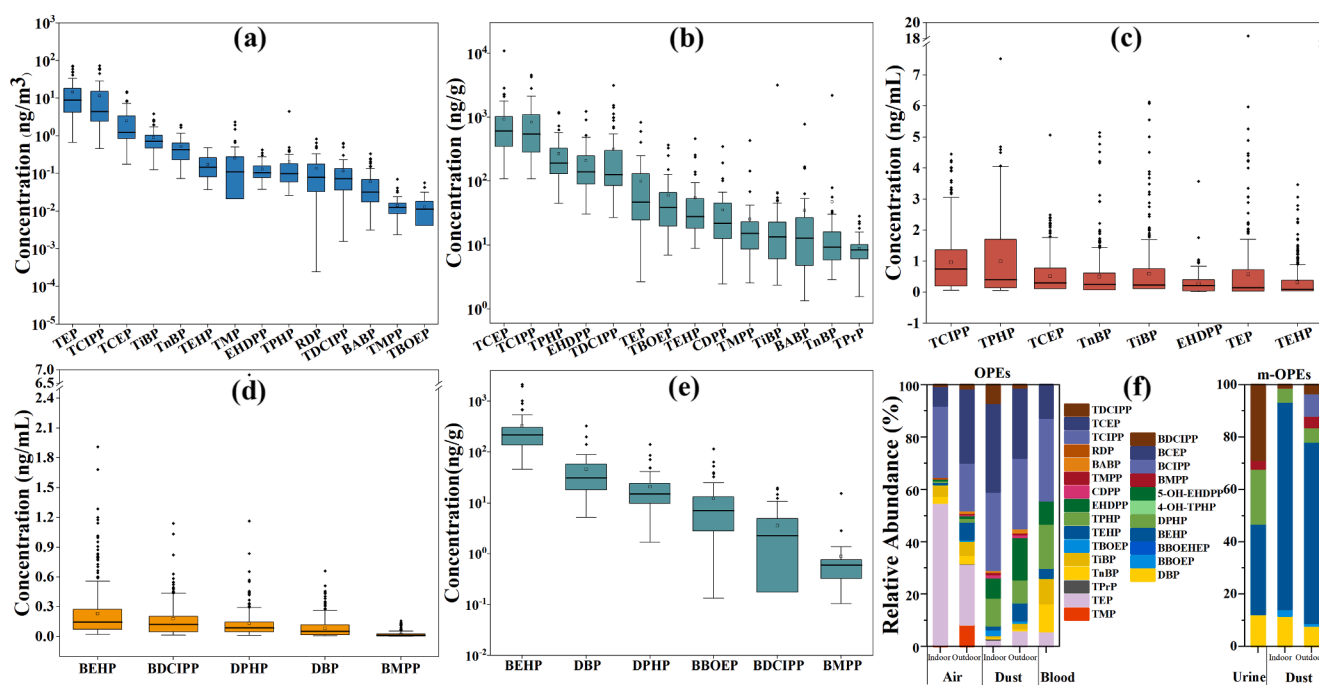 (a)
Concentration (ng/m³)
10³
10²
10¹
10⁰
10⁻¹
10⁻²
10⁻³
10⁻⁴
10⁻⁵
TEP TCIPP TCEP TiBP TnBP TEHP TMP EHDPP TPHP RDP TDCIPP BABP TMPP TBOEP
(b)
Concentration (ng/g)
10⁴
10³
10²
10¹
10⁰
TCEP TCIPP TPHP EHDPP TDCIPP TEP TBOEP TEHP CDPP TMPP TiBP BABP TnBP TPrP
(c)
Concentration (ng/mL)
20
18
7
6
5
4
3
2
1
0
-1
TCIPP TPHP TCEP TnBP TiBP EHDPP TEP TEHP
(d)
Concentration (ng/mL)
7.0
6.5
2.4
2.1
1.8
1.5
1.2
0.9
0.6
0.3
0.0
BEHP BDCIPP DPHP DBP BMPP
(e)
Concentration(ng/g)
10³
10²
10¹
10⁰
10⁻¹
10⁻²
BEHP DBP DPHP BBOEP BDCIPP BMPP
(f)
OPEs
Relative Abundance (%)
100
80
60
40
20
0
Indoor Outdoor Indoor Outdoor
Air Dust Blood
TDCIPP
TCEP
TCIPP
RDP
BABP
TMPP
CDPP
EHDPP
TPHP
TEHP
TBOEP
TiBP
TnBP
TPrP
TEP
TMP
BDCIPP
BCEP
BCIPP
BMPP
5-OH-EHDPP
4-OH-TPHP
DPHP
BEHP
BBOEHEP
BBOEP
DBP
m-OPEs
100
80
60
40
20
0
Indoor Outdoor
Urine Dust